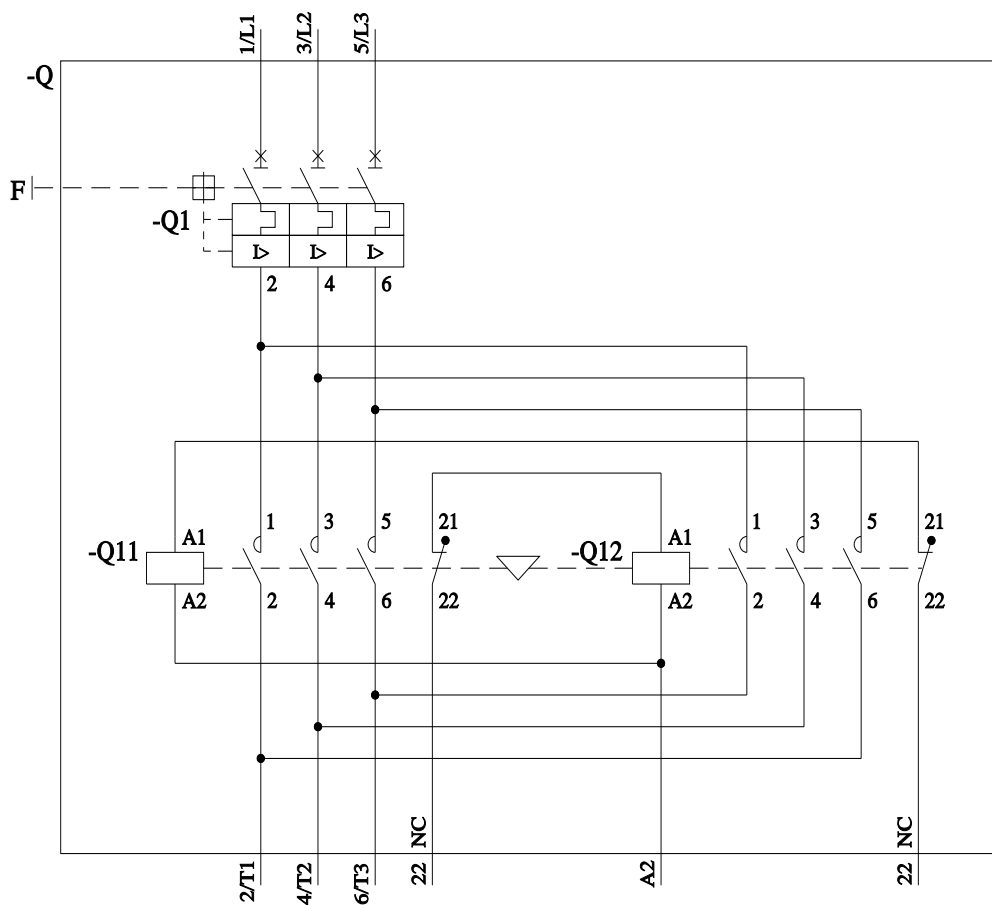 1/L1 3/L2 5/L3
-Q
F
-Q1
I> I> I>
2 4 6
1 3 5 21 1 3 5 21
-Q11 A1 -Q12 A1
A2 2 4 6 22 A2 2 4 6 22
NC NC
2/T1 4/T2 6/T3 22 A2 22